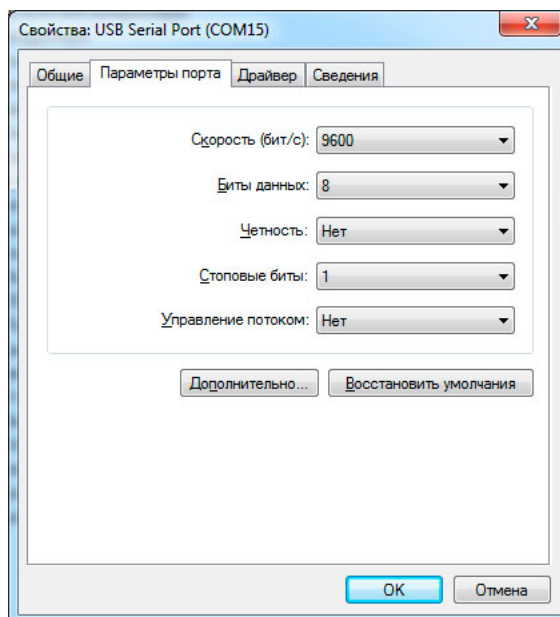 Свойства: USB Serial Port (COM15)
Общие Параметры порта Драйвер Сведения
Скорость (бит/с): 9600
Биты данных: 8
Четность: Нет
Стоповые биты: 1
Управление потоком: Нет
Дополнительно... Восстановить умолчания
OK Отмена